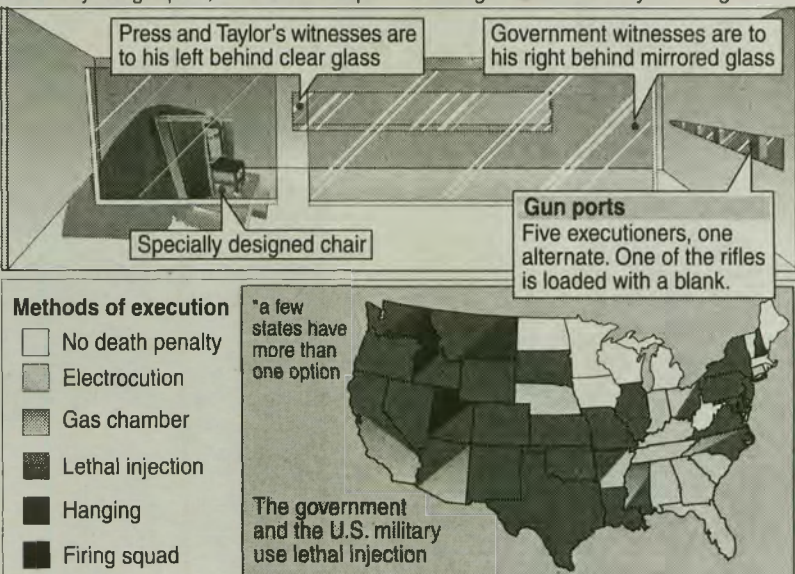 Press and Taylor's witnesses are
to his left behind clear glass
Government witnesses are to
his right behind mirrored glass
Specially designed chair
Gun ports
Five executioners, one
alternate. One of the rifles
is loaded with a blank.
Methods of execution
No death penalty
Electrocution
Gas chamber
Lethal injection
Hanging
Firing squad
*a few
states have
more than
one option
The government
and the U.S. military
use lethal injection